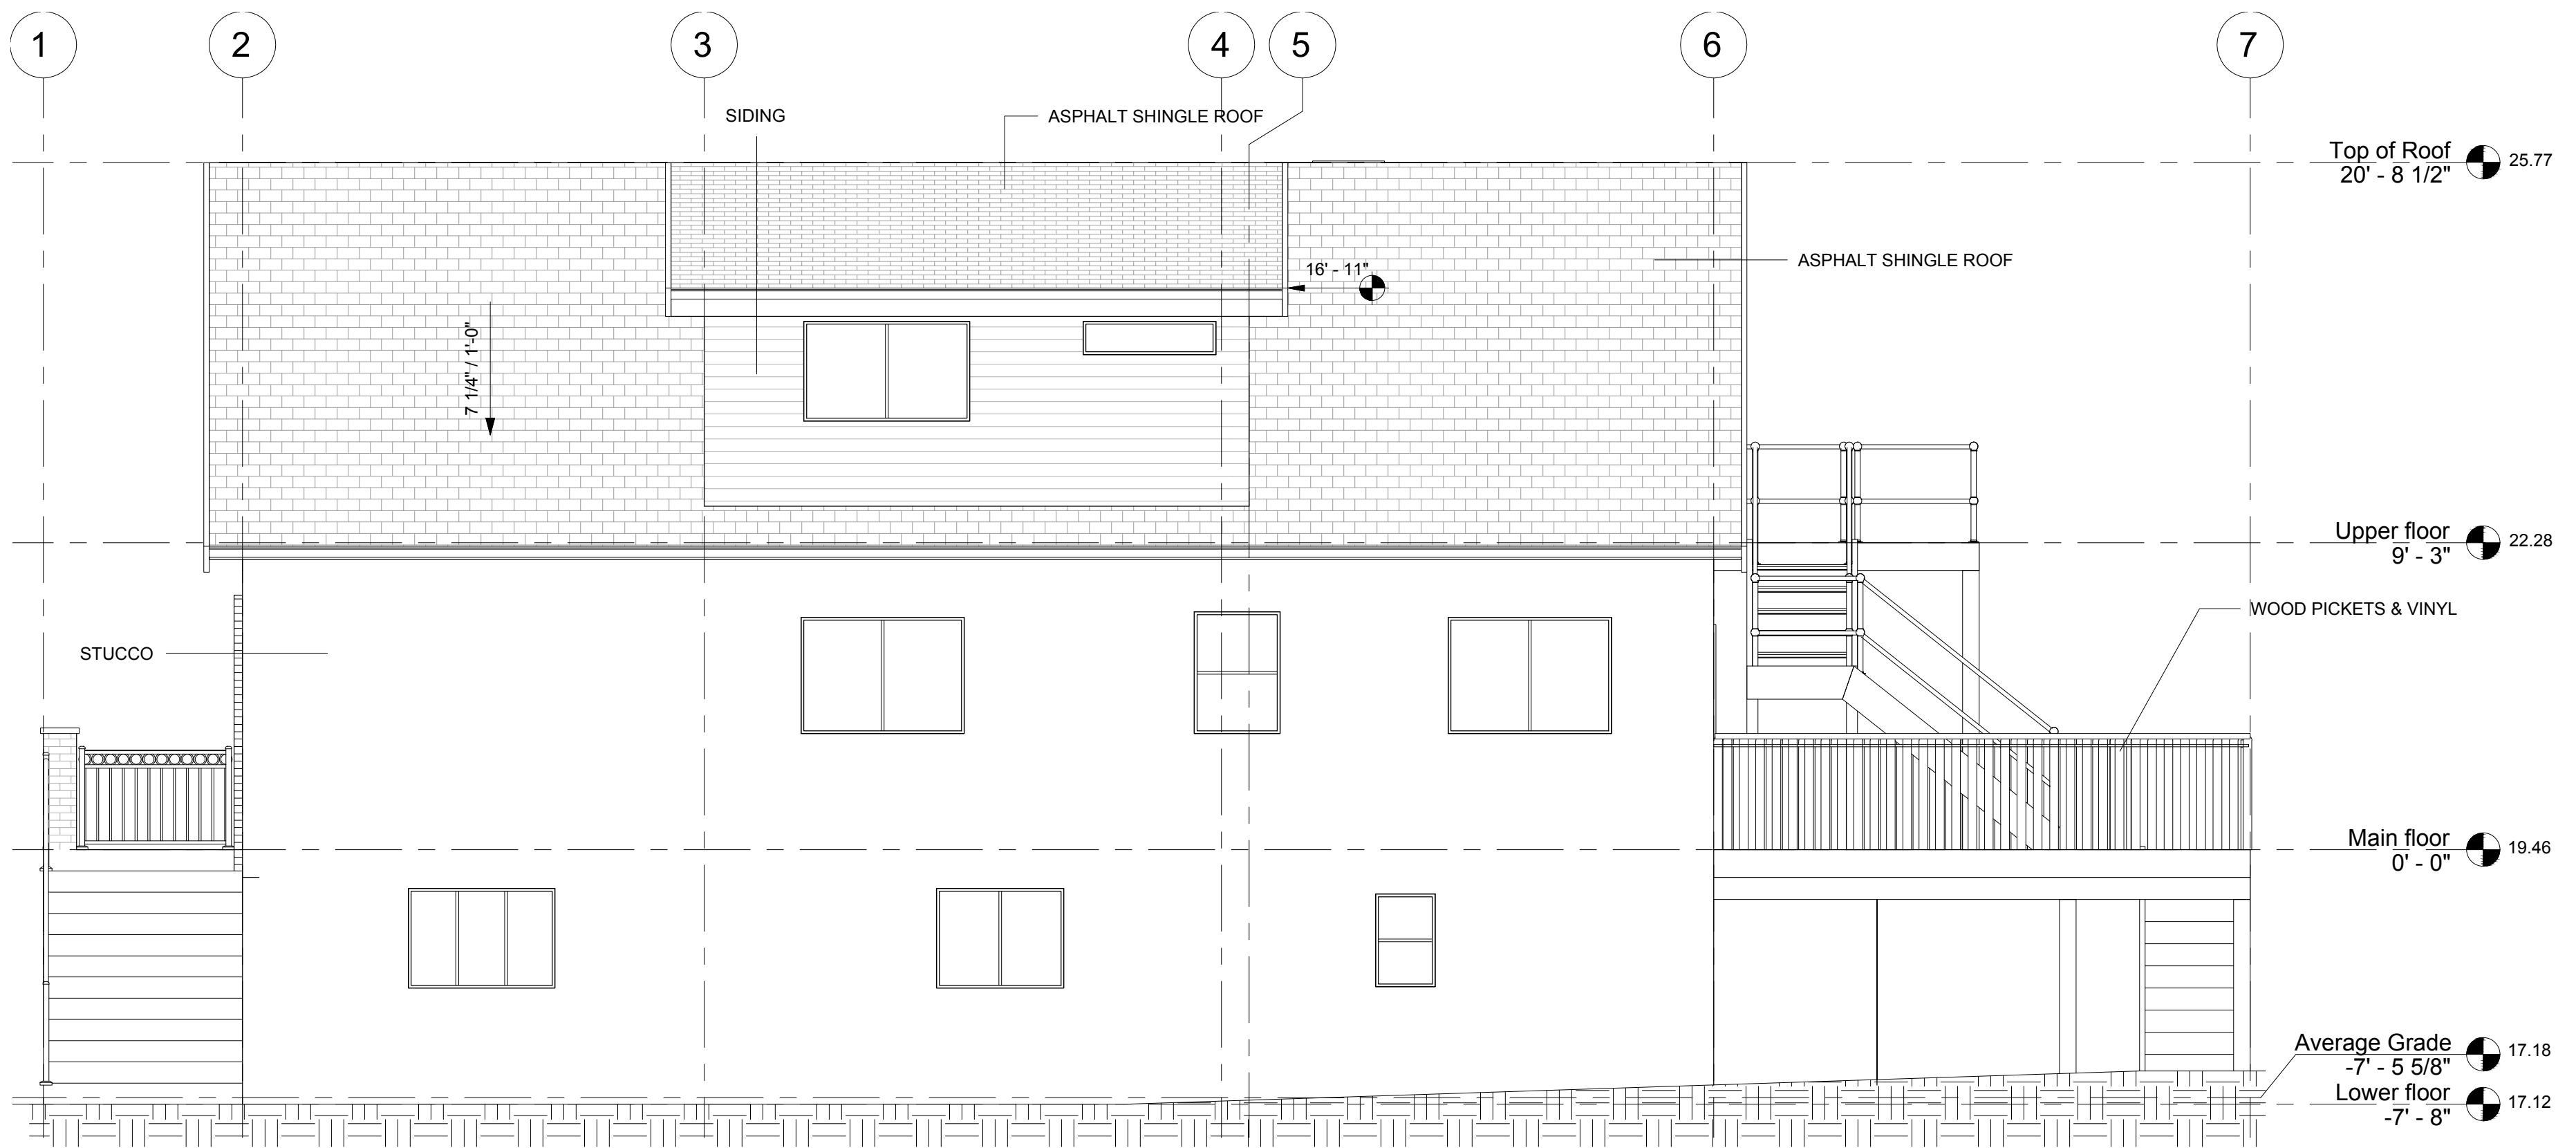 1
2
3
4
5
6
7
SIDING
ASPHALT SHINGLE ROOF
Top of Roof
20' - 8 1/2"
25.77
ASPHALT SHINGLE ROOF
16' - 11"
7 1/4" / 1'-0"
Upper floor
9' - 3"
22.28
WOOD PICKETS & VINYL
STUCCO
Main floor
0' - 0"
19.46
Average Grade
-7' - 5 5/8"
17.18
Lower floor
-7' - 8"
17.12